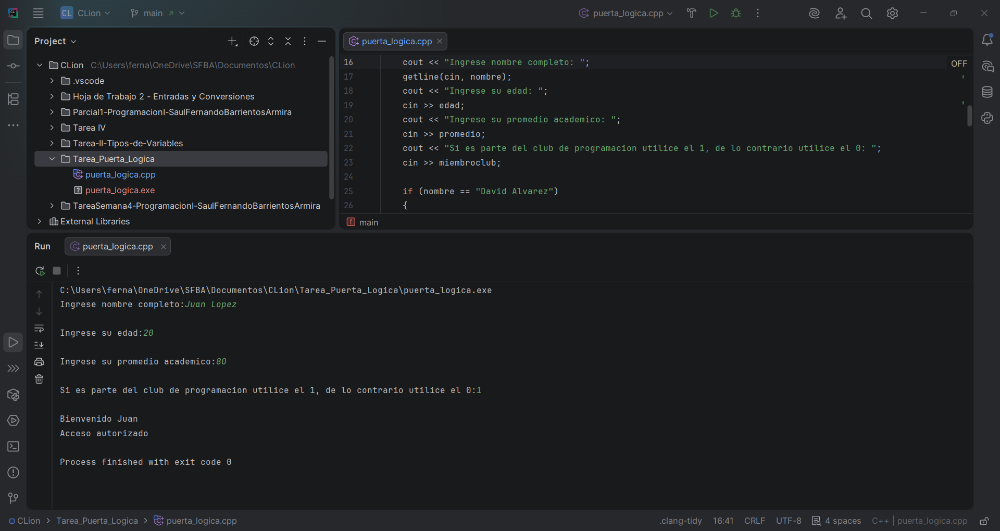 CL CLion main puerta_logica.cpp
Project
CLion C:\Users\ferna\OneDrive\SFBA\Documentos\CLion
.vscode
Hoja de Trabajo 2 - Entradas y Conversiones
Parcial1-ProgramacionI-SaulFernandoBarrientosArmira
Tarea IV
Tarea-II-Tipos-de-Variables
Tarea_Puerta_Logica
puerta_logica.cpp
puerta_logica.exe
TareaSemana4-ProgramacionI-SaulFernandoBarrientosArmira
External Libraries
puerta_logica.cpp
OFF
16 cout << "Ingrese nombre completo: ";
17 getline(cin, nombre);
18 cout << "Ingrese su edad: ";
19 cin >> edad;
20 cout << "Ingrese su promedio academico: ";
21 cin >> promedio;
22 cout << "Si es parte del club de programacion utilice el 1, de lo contrario utilice el 0: ";
23 cin >> miembroclub;
24
25 if (nombre == "David Alvarez")
26 {
main
Run puerta_logica.cpp
C:\Users\ferna\OneDrive\SFBA\Documentos\CLion\Tarea_Puerta_Logica\puerta_logica.exe
Ingrese nombre completo:Juan Lopez
Ingrese su edad:20
Ingrese su promedio academico:80
Si es parte del club de programacion utilice el 1, de lo contrario utilice el 0:1
Bienvenido Juan
Acceso autorizado
Process finished with exit code 0
CLion > Tarea_Puerta_Logica > puerta_logica.cpp .clang-tidy 16:41 CRLF UTF-8 4 spaces C++ | puerta_logica.cpp